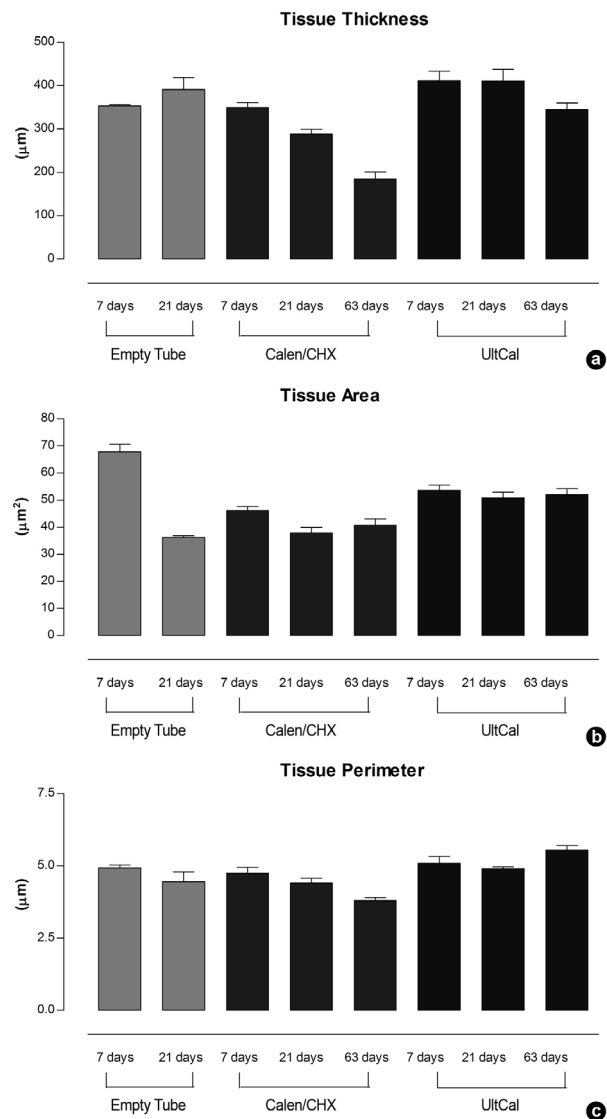 Tissue Thickness
500
400
300
200
100
0
(μm)
7 days 21 days 7 days 21 days 63 days 7 days 21 days 63 days
Empty Tube Calen/CHX UltCal
a
Tissue Area
80
70
60
50
40
30
20
10
0
(μm²)
7 days 21 days 7 days 21 days 63 days 7 days 21 days 63 days
Empty Tube Calen/CHX UltCal
b
Tissue Perimeter
7.5
5.0
2.5
0.0
(μm)
7 days 21 days 7 days 21 days 63 days 7 days 21 days 63 days
Empty Tube Calen/CHX UltCal
c